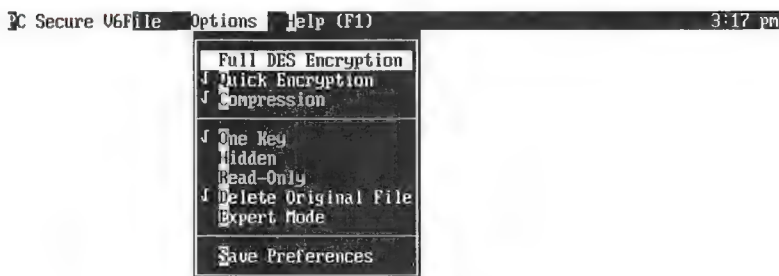 PC Secure V6 File Options Help (F1) 3:17 pm
Full DES Encryption
√ Quick Encryption
√ Compression
√ One Key
Hidden
Read-Only
√ Delete Original File
Expert Mode
Save Preferences